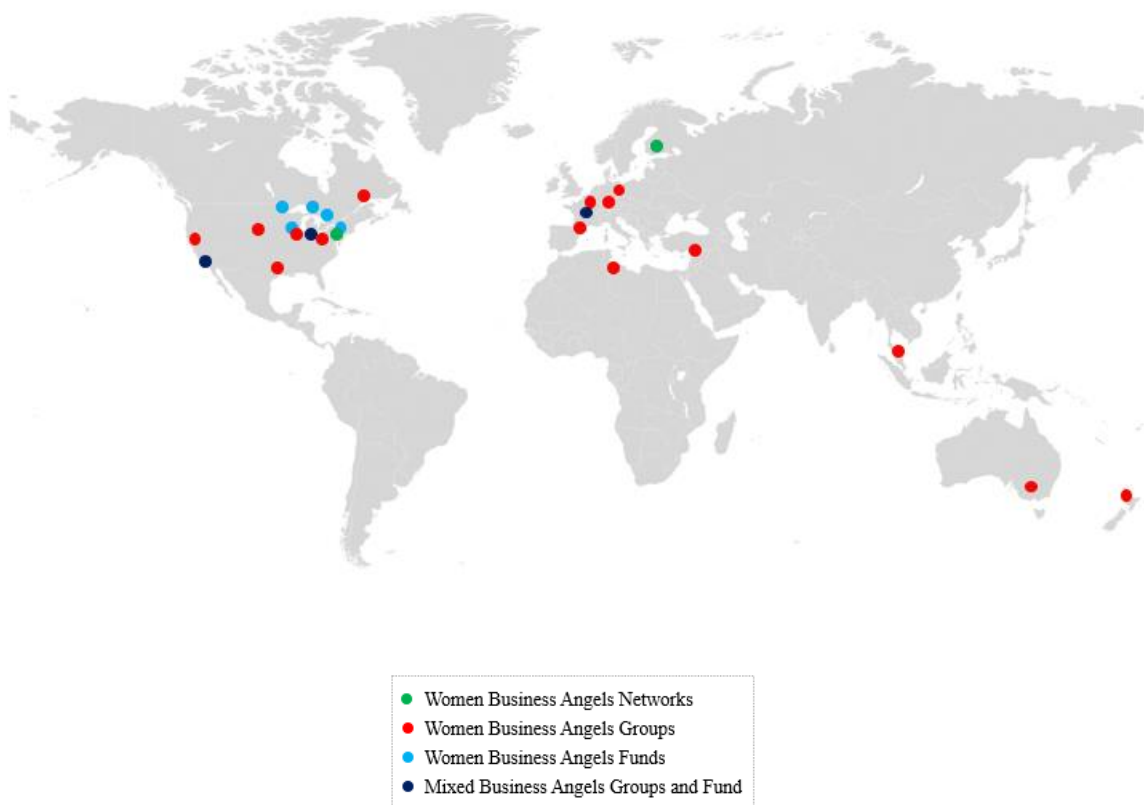 Women Business Angels Networks
Women Business Angels Groups
Women Business Angels Funds
Mixed Business Angels Groups and Fund